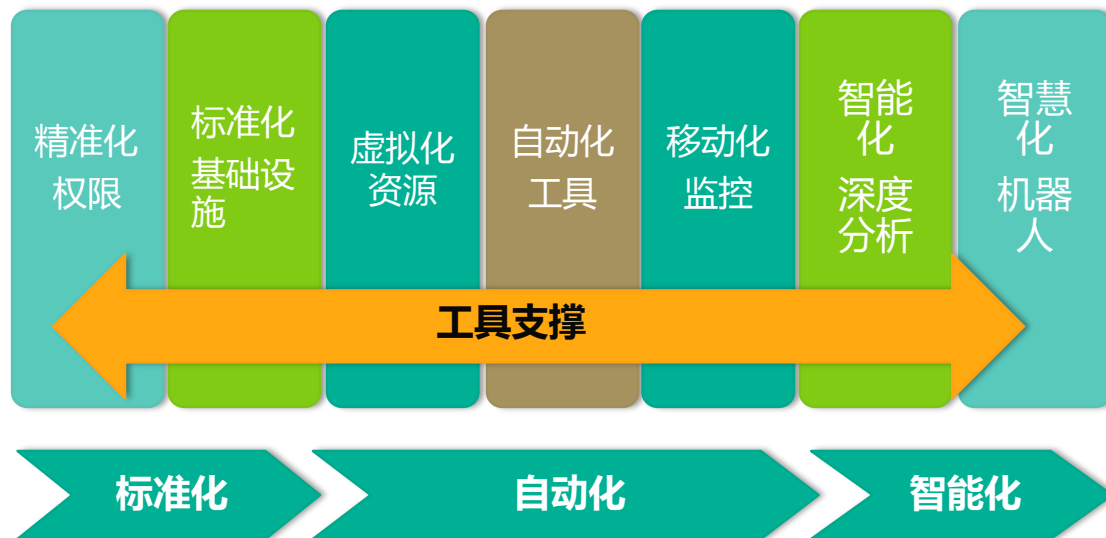 精准化
权限
标准化
基础设
施
虚拟化
资源
自动化
工具
移动化
监控
智能
化
深度
分析
智慧
化
机器
人
工具支撑
标准化
自动化
智能化